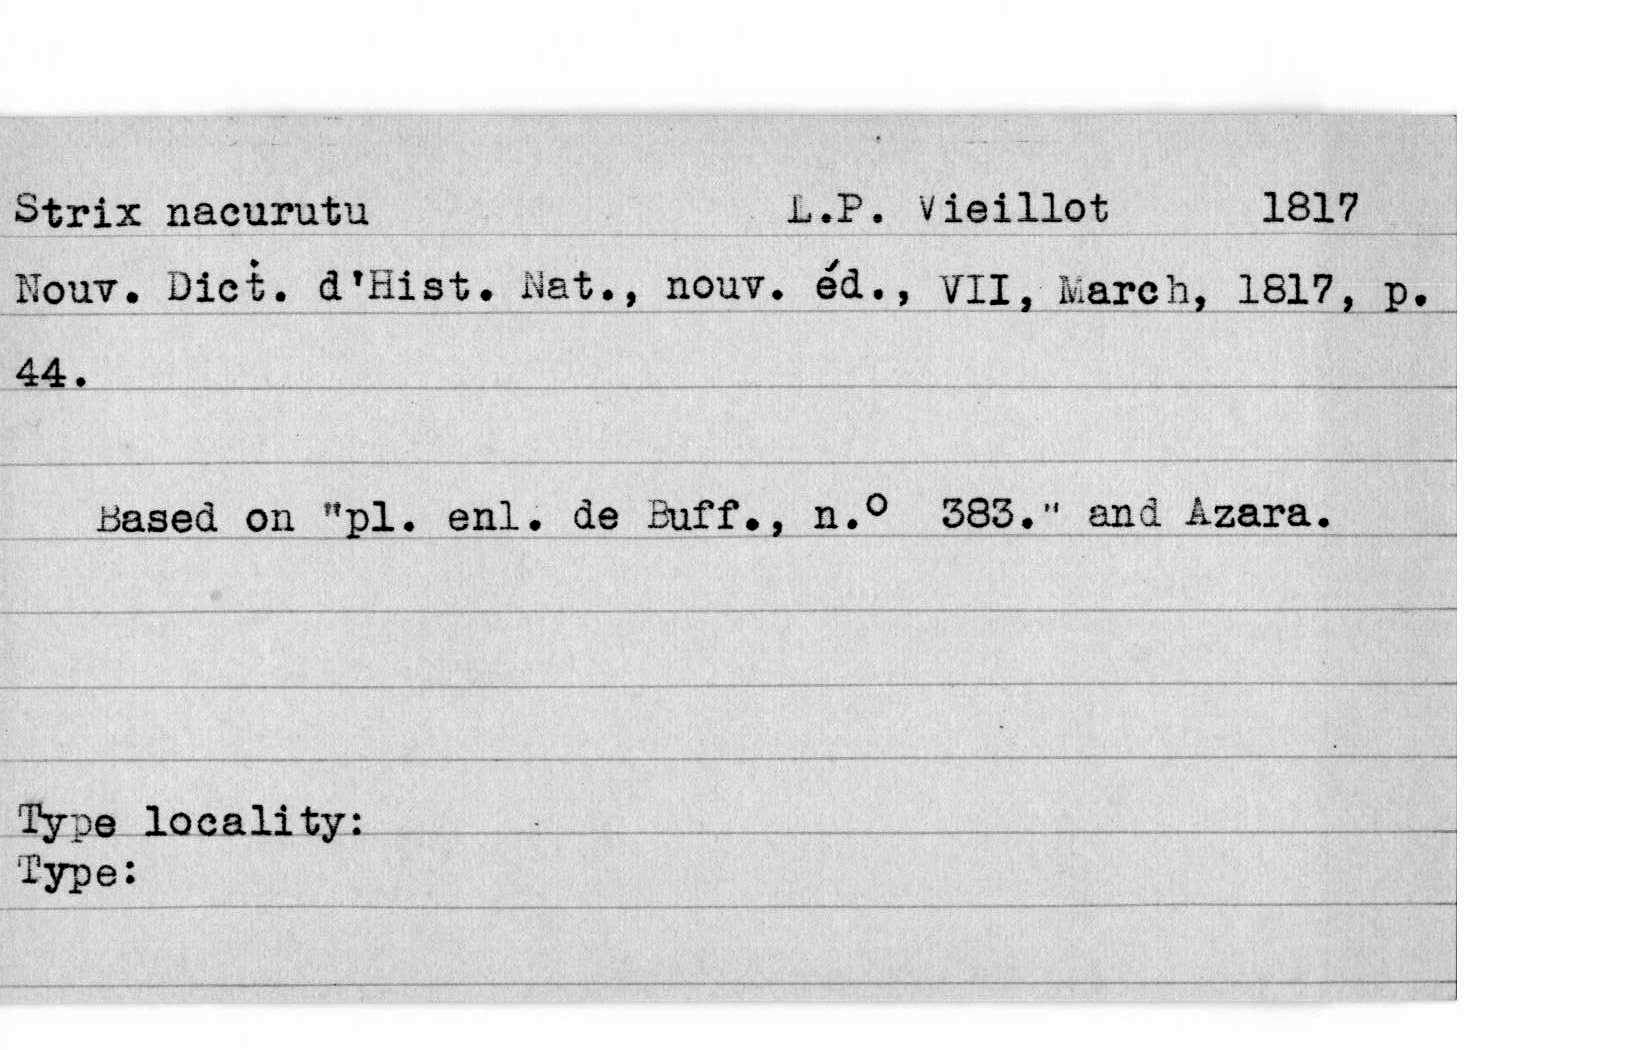 Strix nacurutu L.P. Vieillot 1817
Nouv. Dict. d'Hist. Nat., nouv. éd., VII, March, 1817, p.
44.
Based on "pl. enl. de Buff., n.º 383." and Azara.
Type locality:
Type: